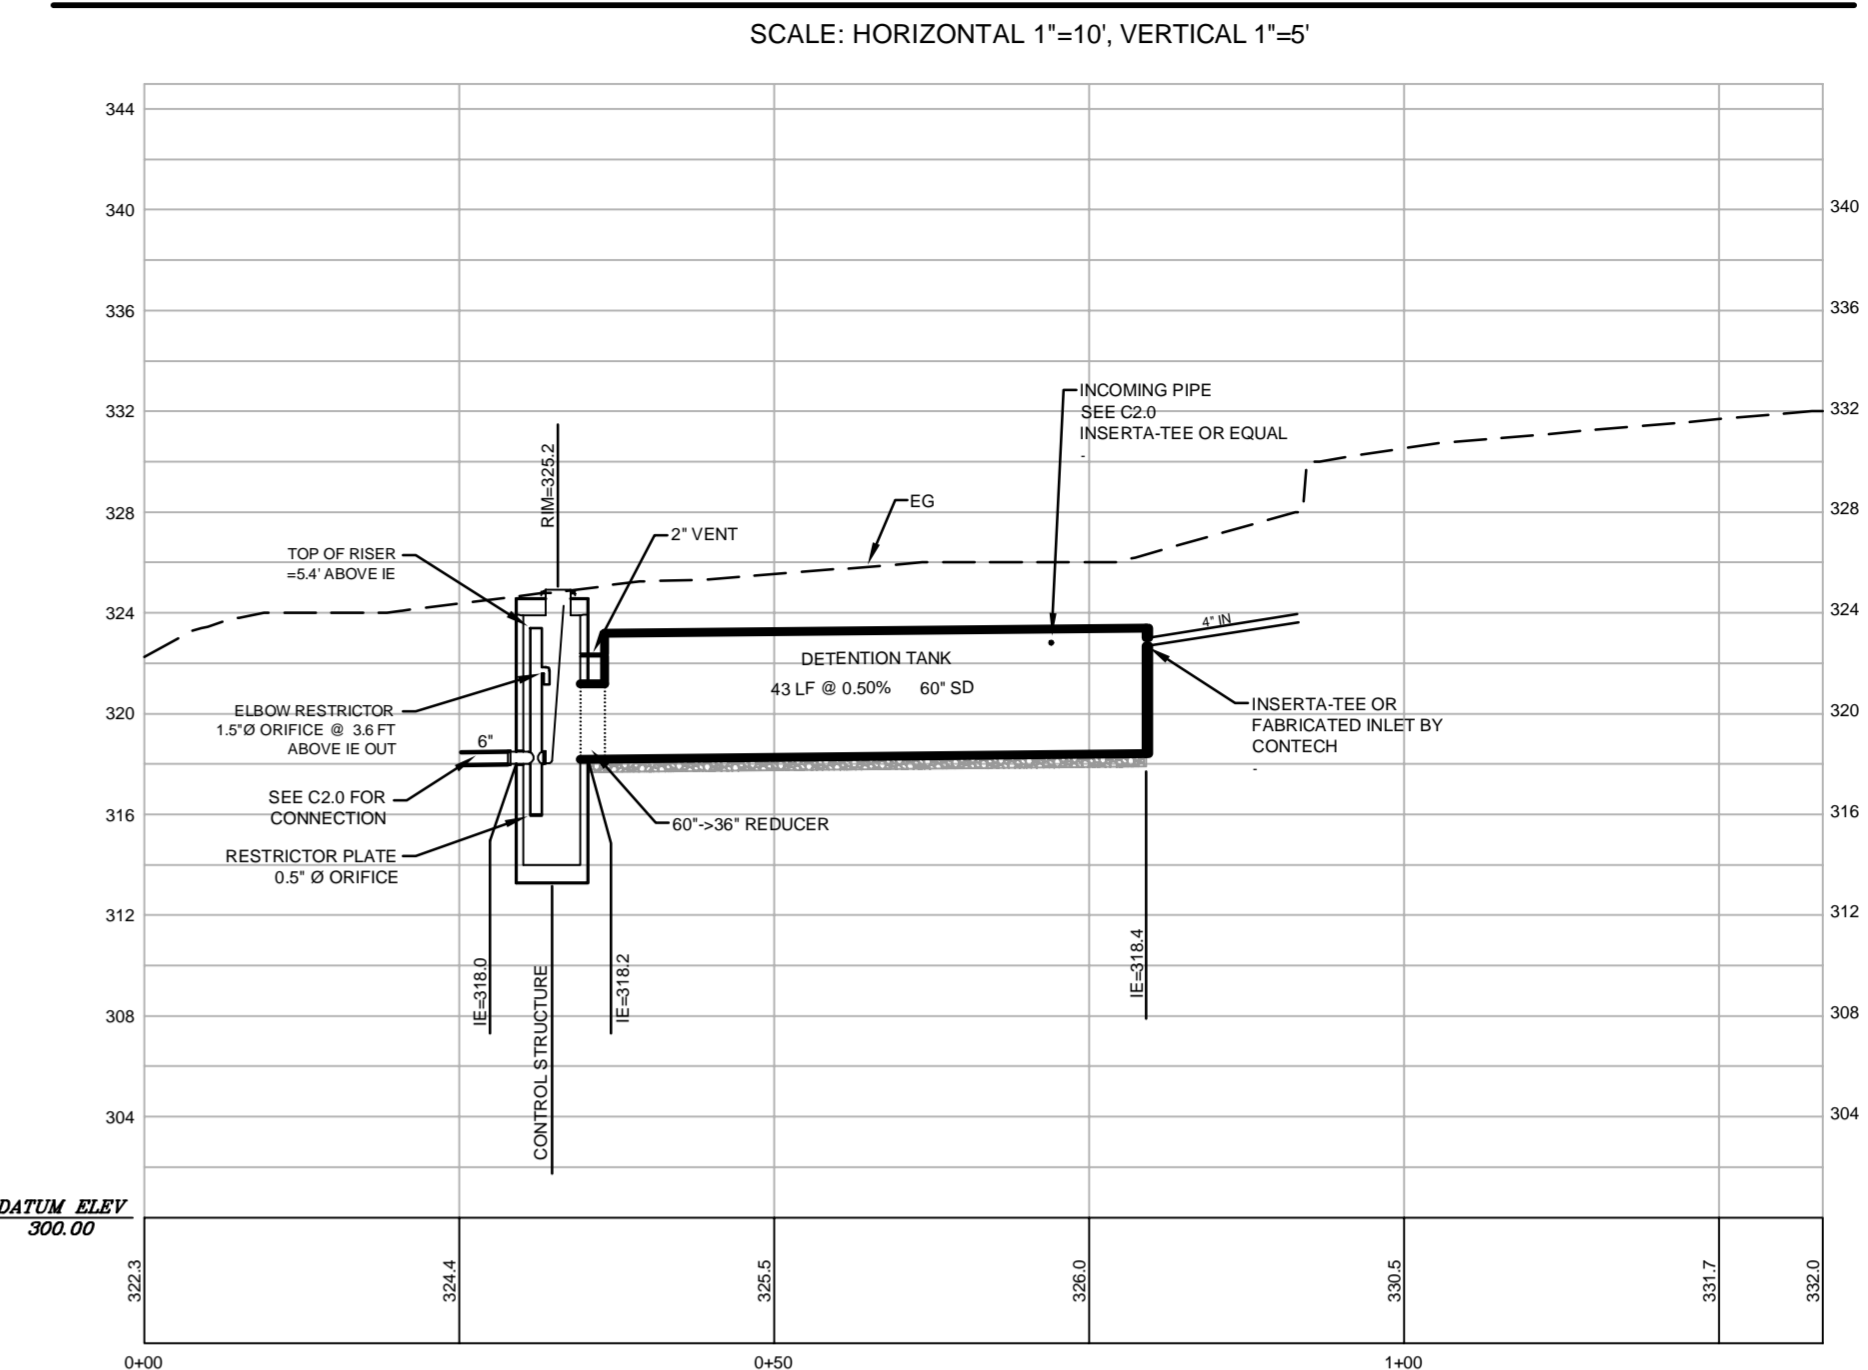 SCALE: HORIZONTAL 1"=10', VERTICAL 1"=5'
344
340
340
336
336
332
332
INCOMING PIPE
SEE C2.0
INSERTA-TEE OR EQUAL
-
RIM=325.2
EG
328
328
2" VENT
TOP OF RISER
=5.4' ABOVE IE
324
324
4" IN
DETENTION TANK
43 LF @ 0.50% 60" SD
ELBOW RESTRICTOR
1.5"Ø ORIFICE @ 3.6 FT
ABOVE IE OUT
320
320
INSERTA-TEE OR
FABRICATED INLET BY
CONTECH
-
6"
SEE C2.0 FOR
CONNECTION
316
316
60"->36" REDUCER
RESTRICTOR PLATE
0.5" Ø ORIFICE
312
312
IE=318.0
CONTROL STRUCTURE
IE=318.2
IE=318.4
308
308
304
304
DATUM ELEV
300.00
322.3
324.4
325.5
326.0
330.5
331.7
332.0
0+00
0+50
1+00